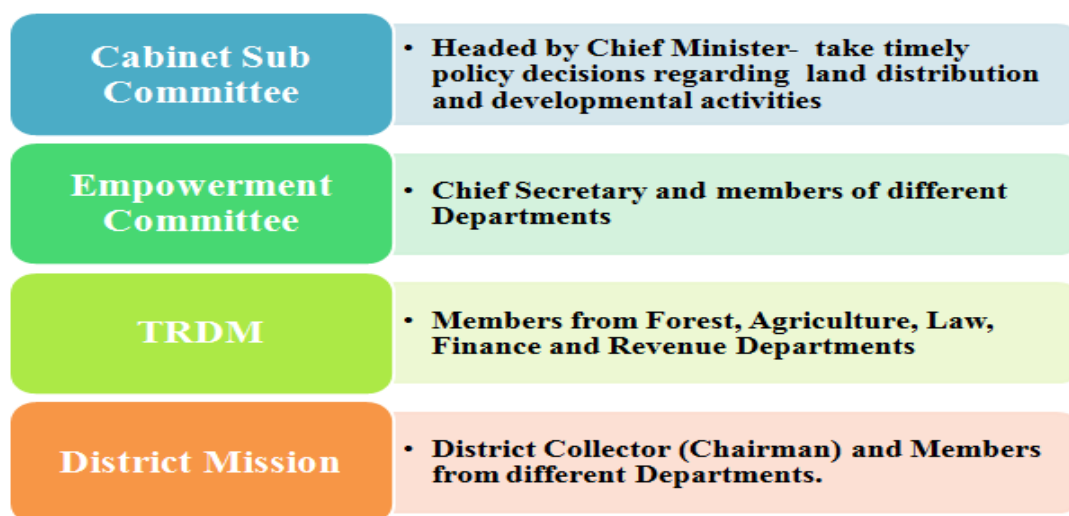 Cabinet Sub
Committee
• Headed by Chief Minister- take timely
policy decisions regarding land distribution
and developmental activities
Empowerment
Committee
• Chief Secretary and members of different
Departments
TRDM
• Members from Forest, Agriculture, Law,
Finance and Revenue Departments
District Mission
• District Collector (Chairman) and Members
from different Departments.